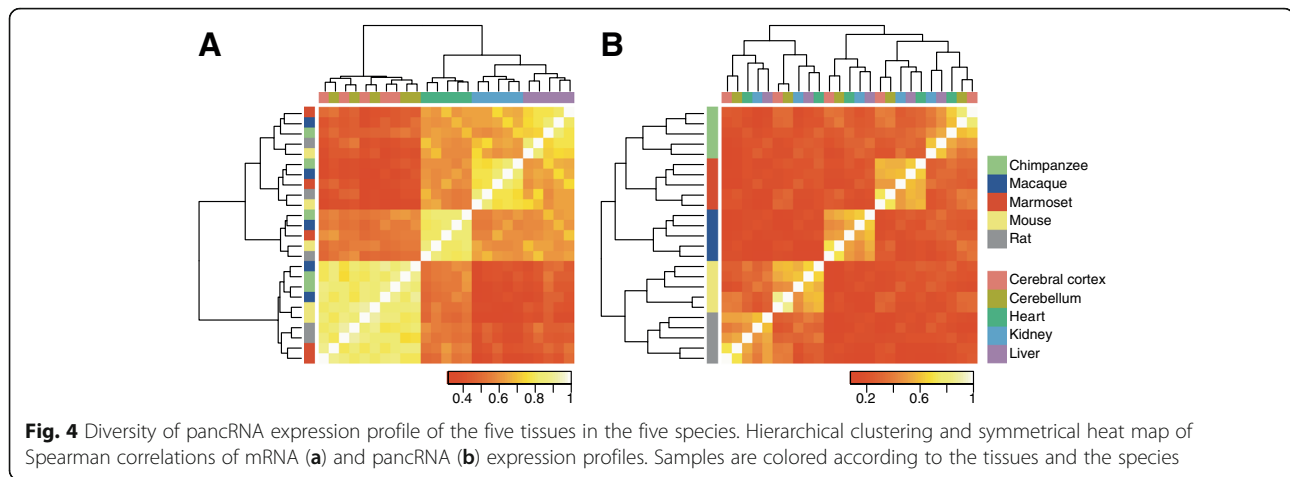 A
B
Chimpanzee
Macaque
Marmoset
Mouse
Rat
Cerebral cortex
Cerebellum
Heart
Kidney
Liver
0.4 0.6 0.8 1
0.2 0.6 1
Fig. 4 Diversity of pancRNA expression profile of the five tissues in the five species. Hierarchical clustering and symmetrical heat map of
Spearman correlations of mRNA (a) and pancRNA (b) expression profiles. Samples are colored according to the tissues and the species